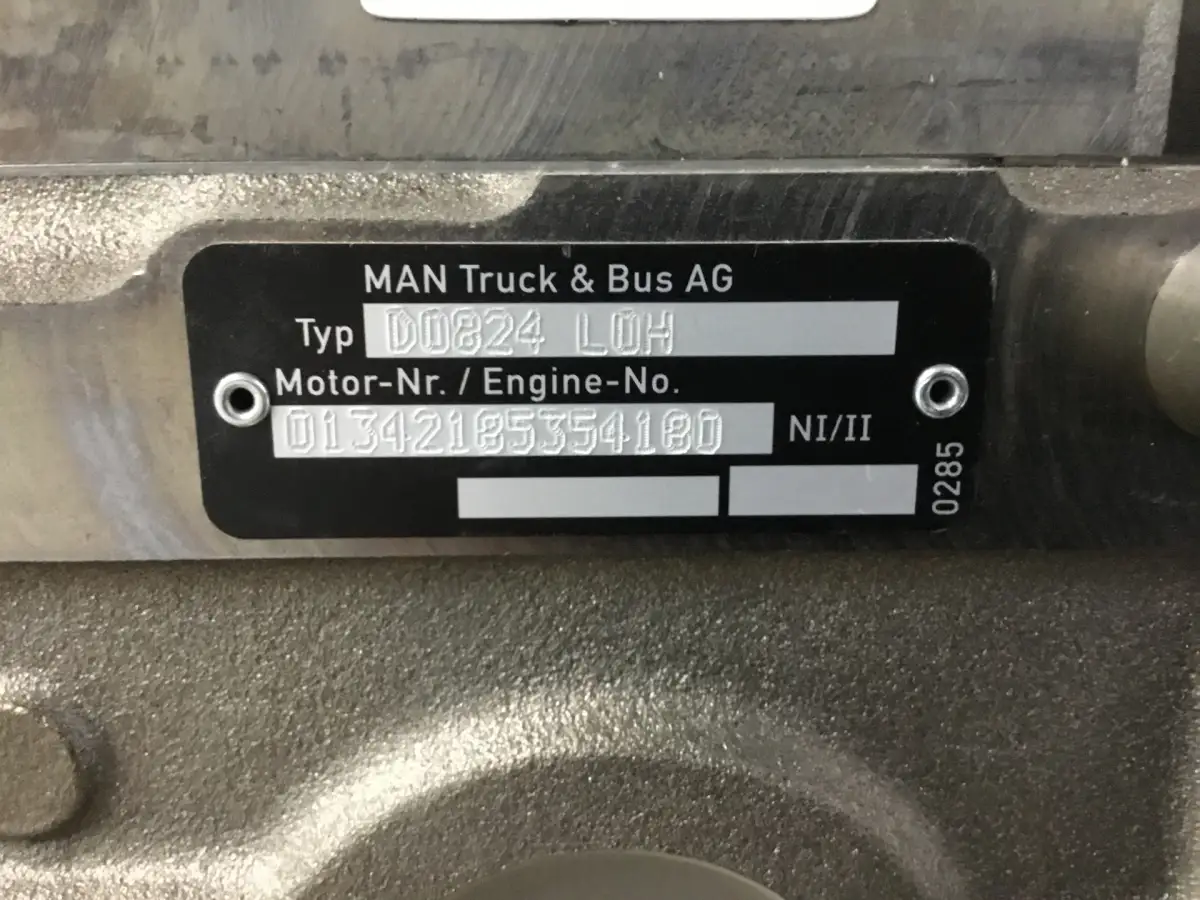 MAN Truck & Bus AG
Typ D0824 LOH
Motor-Nr. / Engine-No.
01342185354180 NI/II
0285